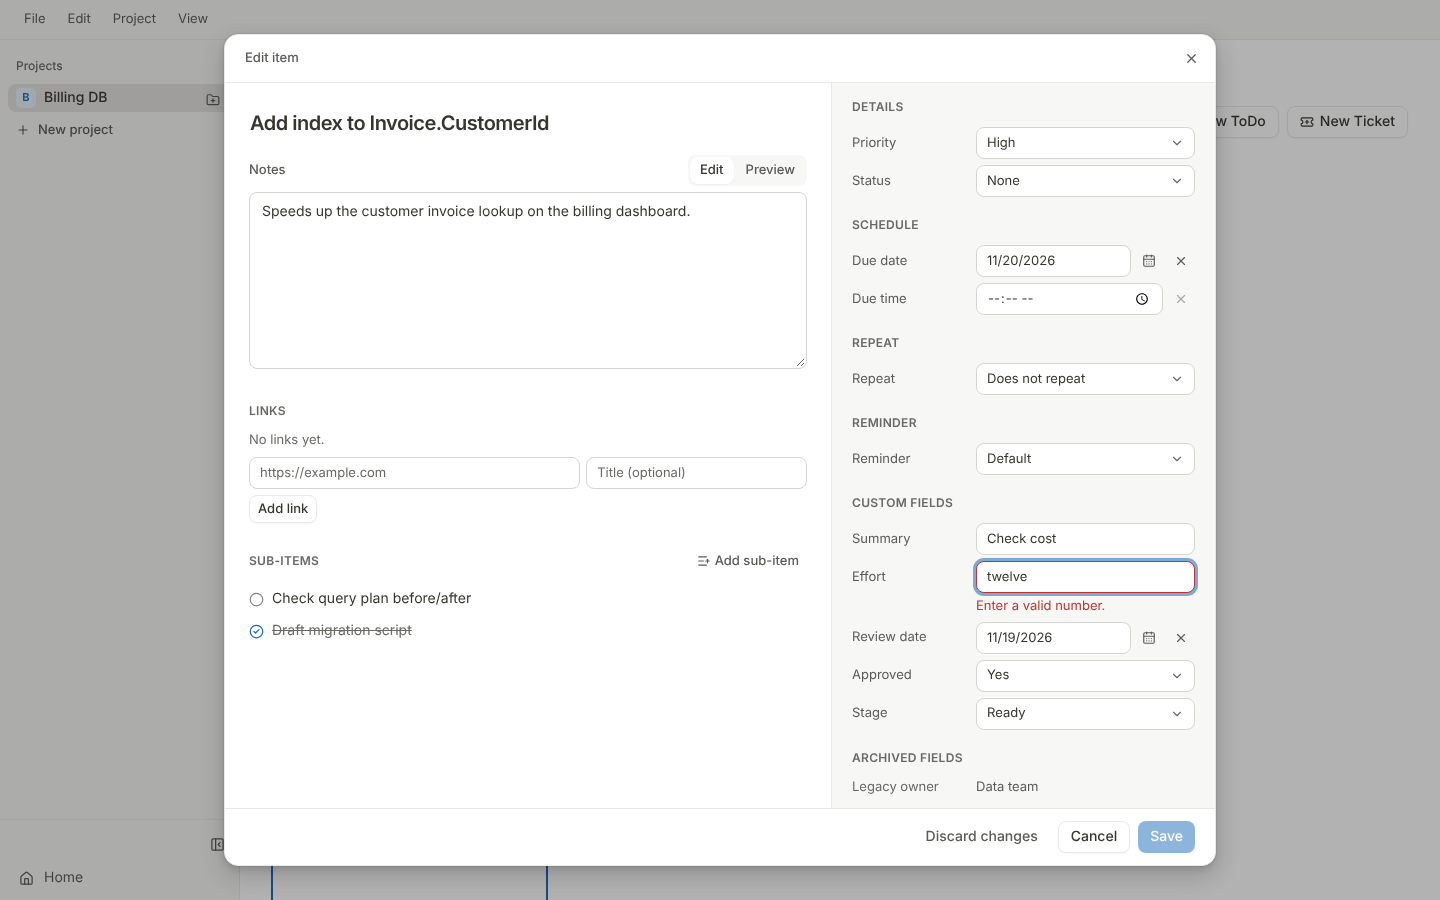 File Edit Project View
Projects
B Billing DB
New project
Home
w ToDo
New Ticket
Edit item
Add index to Invoice.CustomerId
Notes
Edit Preview
Speeds up the customer invoice lookup on the billing dashboard.
LINKS
No links yet.
https://example.com
Title (optional)
Add link
SUB-ITEMS
Add sub-item
Check query plan before/after
Draft migration script
DETAILS
Priority High
Status None
SCHEDULE
Due date 11/20/2026
Due time --:-- --
REPEAT
Repeat Does not repeat
REMINDER
Reminder Default
CUSTOM FIELDS
Summary Check cost
Effort twelve
Enter a valid number.
Review date 11/19/2026
Approved Yes
Stage Ready
ARCHIVED FIELDS
Legacy owner Data team
Discard changes Cancel Save